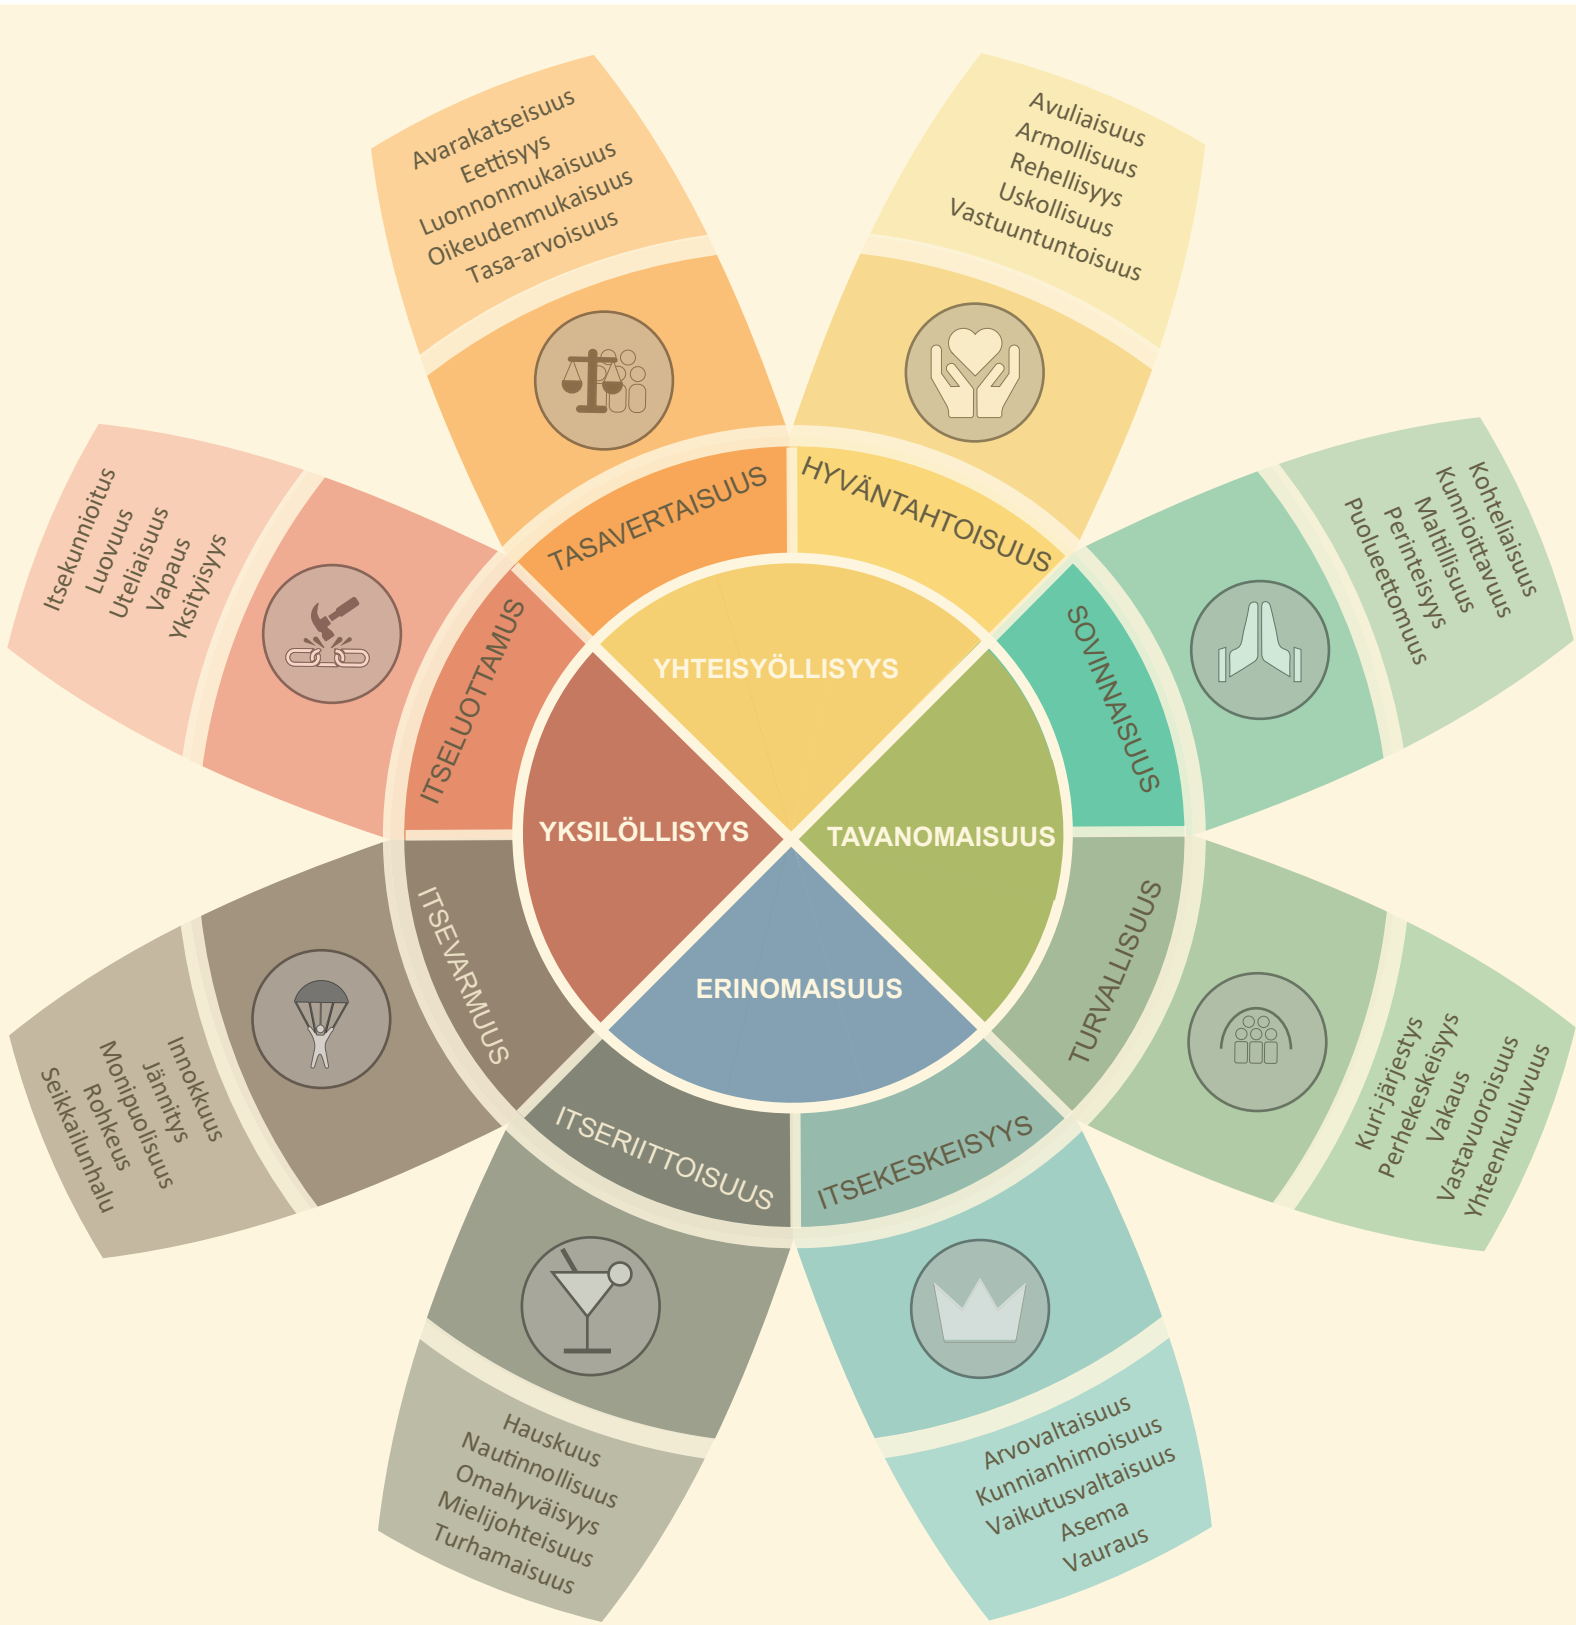 Avarakatseisuus
Eettisyys
Luonnonmukaisuus
Oikeudenmukaisuus
Tasa-arvoisuus
TASAVERTAISUUS
Avuliaisuus
Armollisuus
Rehellisyys
Uskollisuus
Vastuuntuntoisuus
HYVÄNTAHTOISUUS
Kohteliaisuus
Kunnioittavuus
Maltillisuus
Perinteisyys
Puolueettomuus
SOVINNAISUUS
Kuri-järjestys
Perhekeskeisyys
Vakaus
Vastavuoroisuus
Yhteenkuuluvuus
TURVALLISUUS
Arvovaltaisuus
Kunnianhimoisuus
Vaikutusvaltaisuus
Asema
Vauraus
ITSEKESKEISYYS
Hauskuus
Nautinnollisuus
Omahyväisyys
Mielijohteisuus
Turhamaisuus
ITSERIITTOISUUS
Innokkuus
Jännitys
Monipuolisuus
Rohkeus
Seikkailunhalu
ITSEVARMUUS
Itsekunnioitus
Luovuus
Uteliaisuus
Vapaus
Yksityisyys
ITSELUOTTAMUS
YHTEISYÖLLISYYS
YKSILÖLLISYYS
TAVANOMAISUUS
ERINOMAISUUS